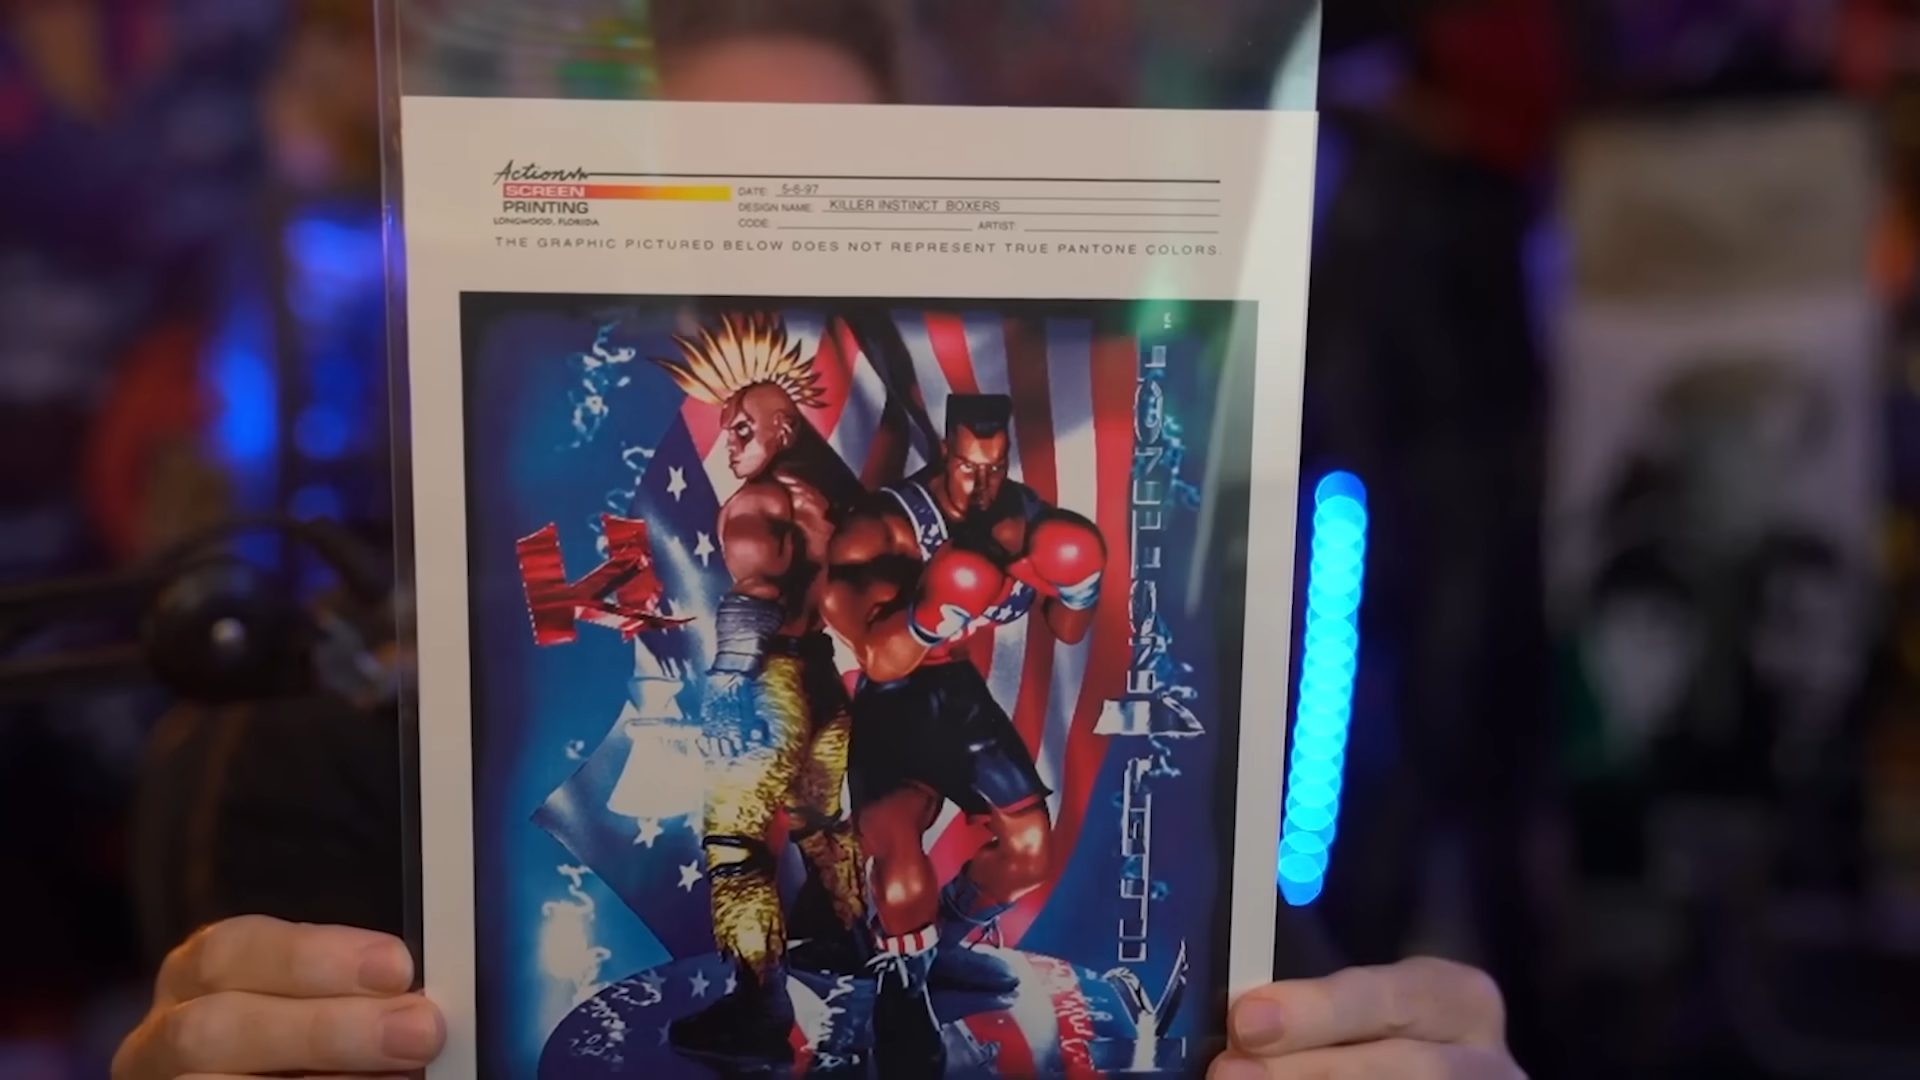 Action
SCREEN
PRINTING
LONGWOOD, FLORIDA
DATE: 5-6-97
DESIGN NAME: KILLER INSTINCT BOXERS
CODE:
ARTIST:
THE GRAPHIC PICTURED BELOW DOES NOT REPRESENT TRUE PANTONE COLORS.
KI
KILLER INSTINCT